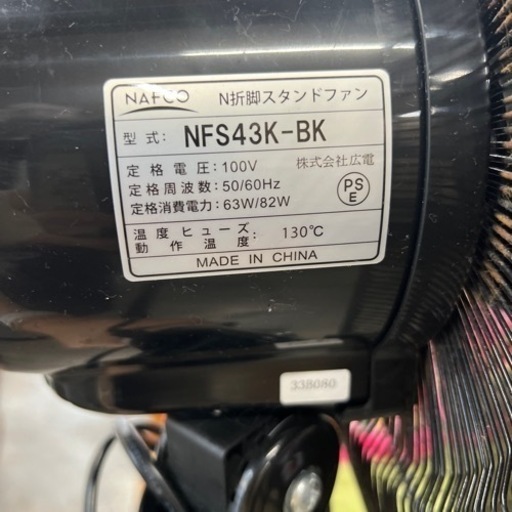 NAFCO N折脚スタンドファン
型式: NFS43K-BK
定格電圧:100V 株式会社広電
定格周波数:50/60Hz
定格消費電力:63W/82W
PS
E
温度ヒューズ
動作温度: 130℃
MADE IN CHINA
338080